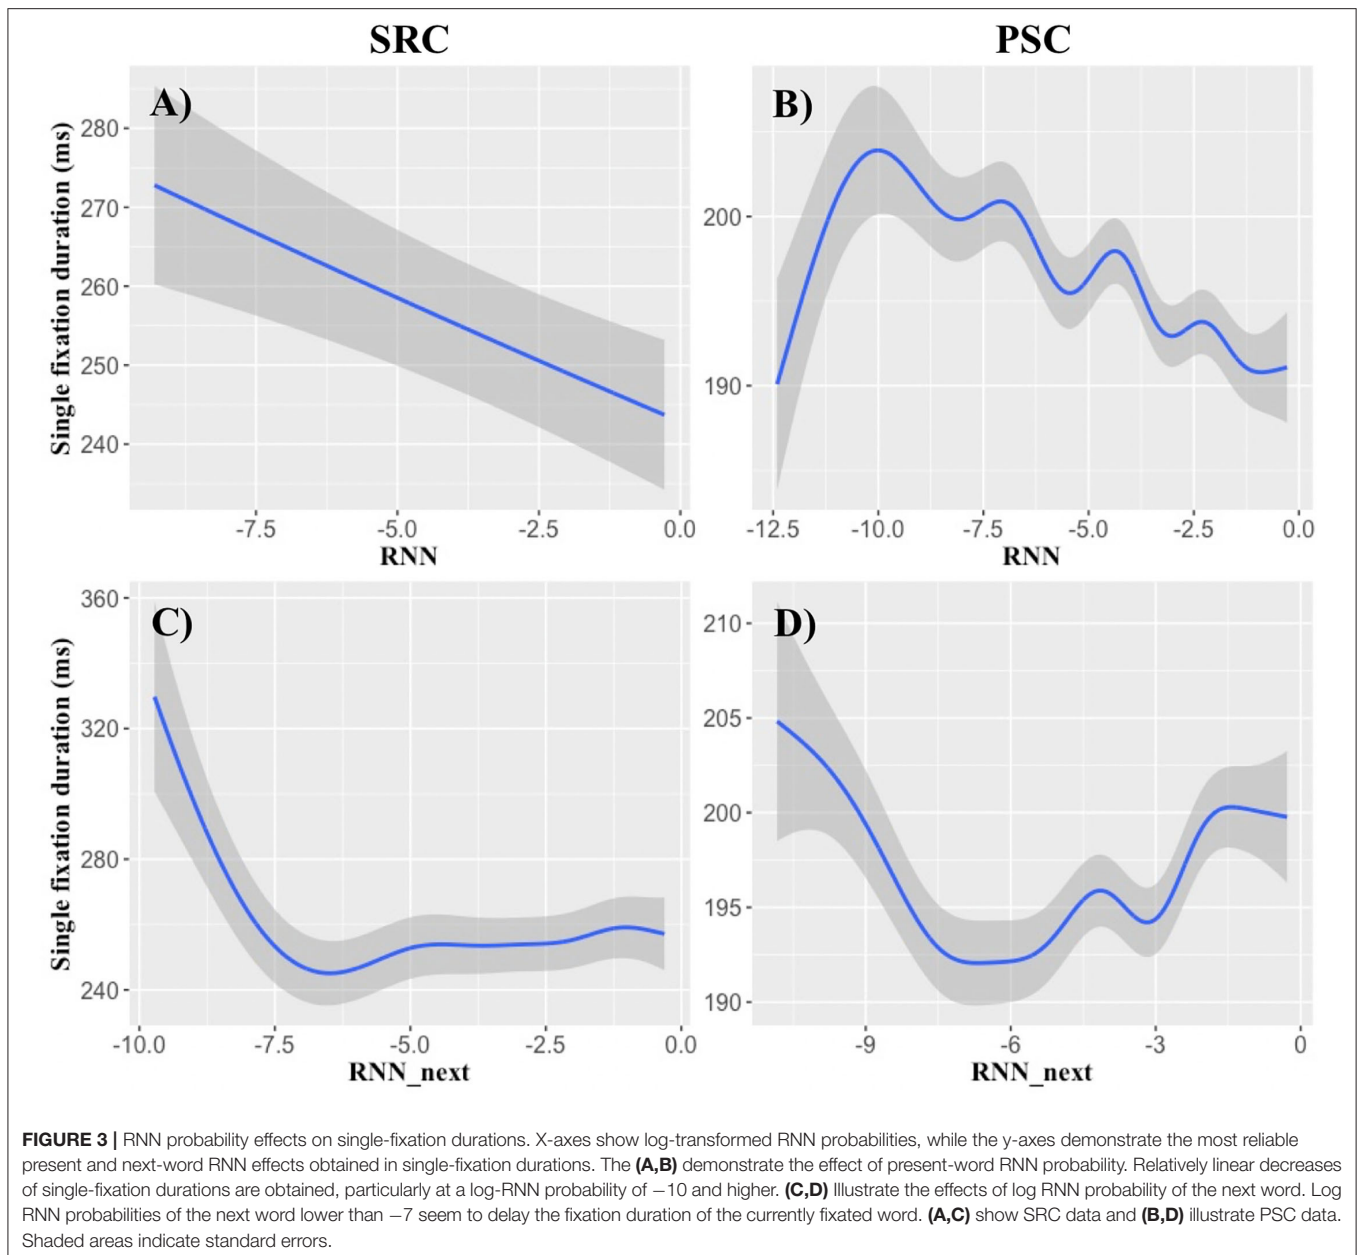 SRC
PSC
A)
Single fixation duration (ms)
280
270
260
250
240
-7.5
-5.0
-2.5
0.0
RNN
B)
200
190
-12.5
-10.0
-7.5
-5.0
-2.5
0.0
RNN
C)
Single fixation duration (ms)
360
320
280
240
-10.0
-7.5
-5.0
-2.5
0.0
RNN_next
D)
210
205
200
195
190
-9
-6
-3
0
RNN_next
FIGURE 3 | RNN probability effects on single-fixation durations. X-axes show log-transformed RNN probabilities, while the y-axes demonstrate the most reliable
present and next-word RNN effects obtained in single-fixation durations. The (A,B) demonstrate the effect of present-word RNN probability. Relatively linear decreases
of single-fixation durations are obtained, particularly at a log-RNN probability of −10 and higher. (C,D) Illustrate the effects of log RNN probability of the next word. Log
RNN probabilities of the next word lower than −7 seem to delay the fixation duration of the currently fixated word. (A,C) show SRC data and (B,D) illustrate PSC data.
Shaded areas indicate standard errors.